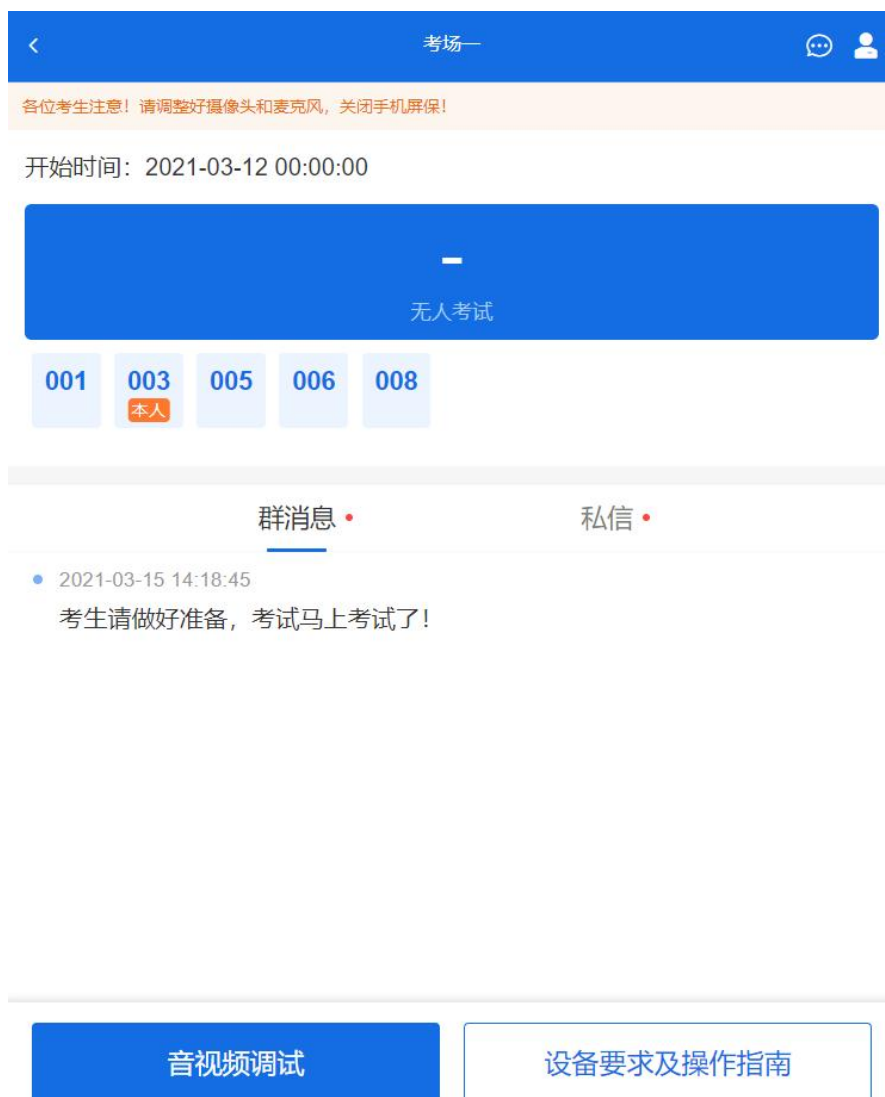 考场一
各位考生注意！请调整好摄像头和麦克风，关闭手机屏保！
开始时间：2021-03-12 00:00:00
-
无人考试
001 003 005 006 008
本人
群消息 私信
2021-03-15 14:18:45
考生请做好准备，考试马上考试了！
音视频调试 设备要求及操作指南